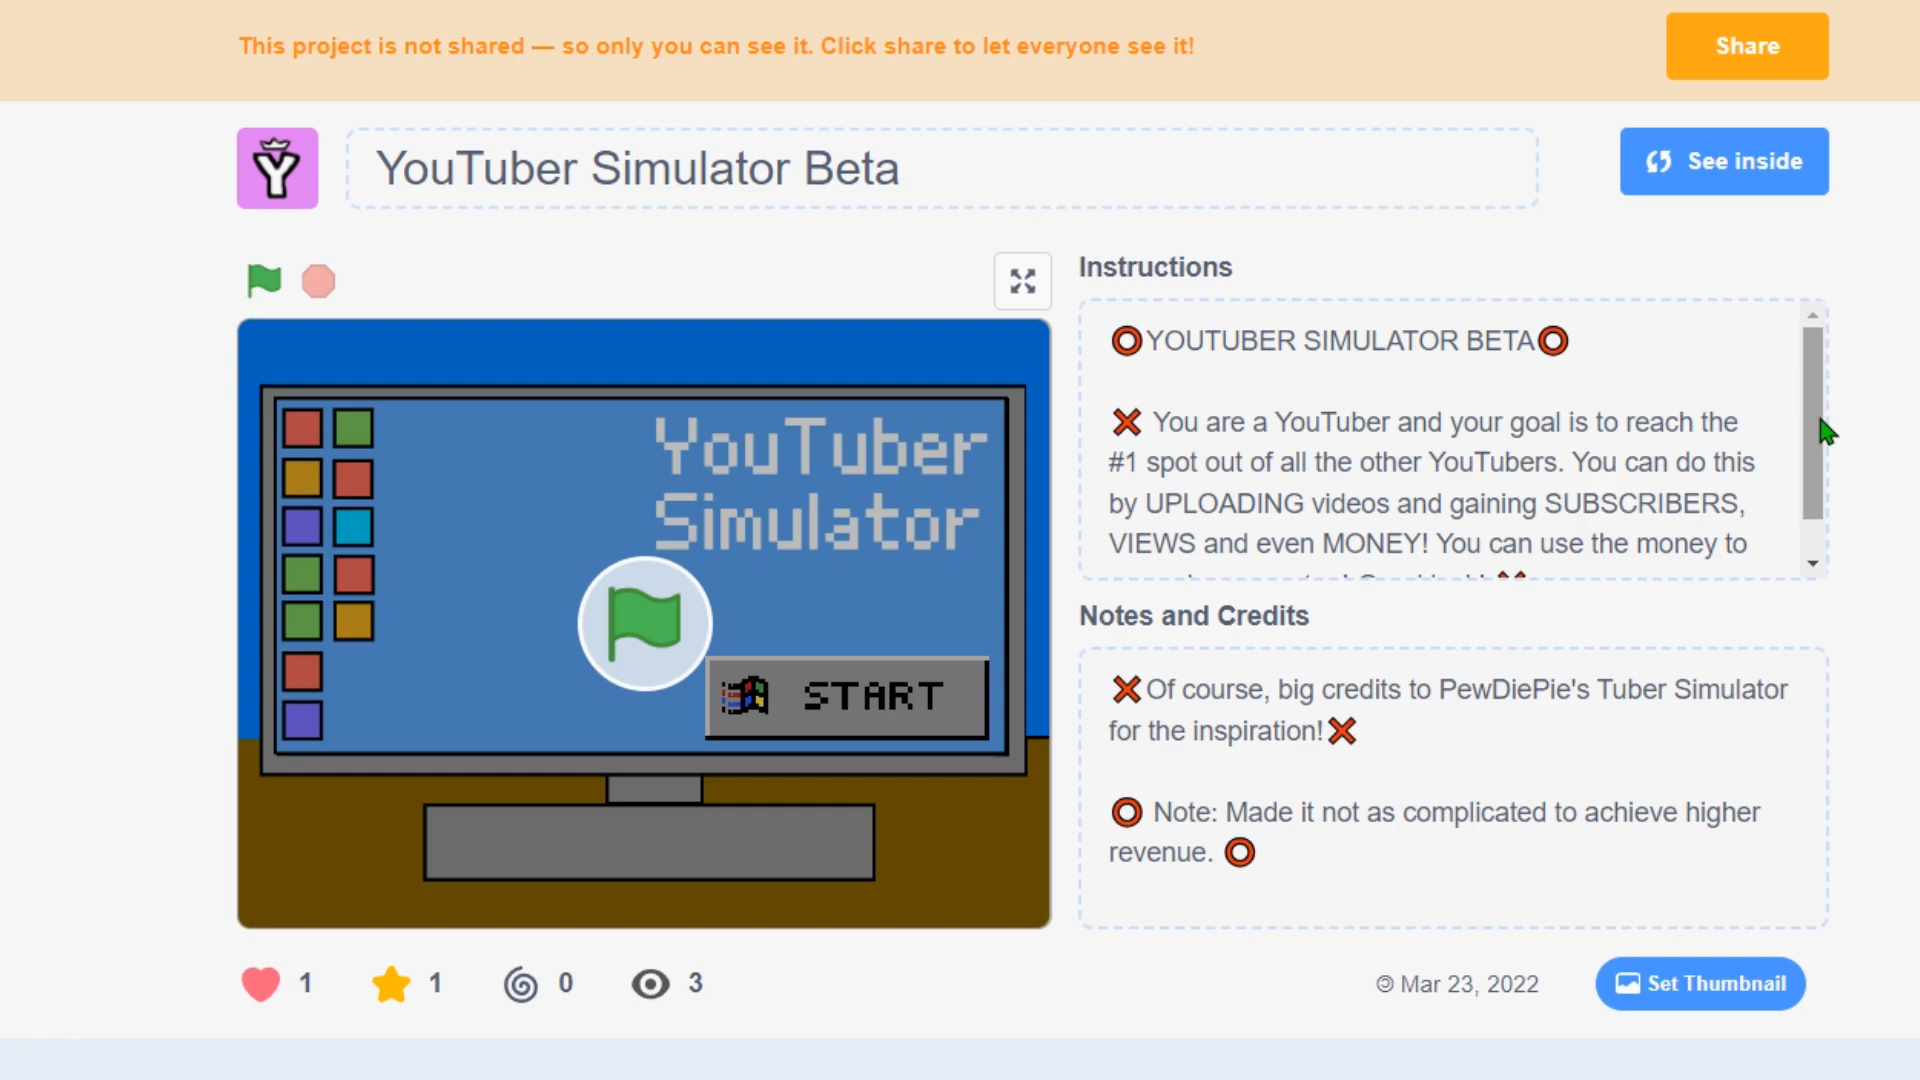 This project is not shared — so only you can see it. Click share to let everyone see it!
Share
Y
YouTuber Simulator Beta
See inside
Instructions
⭕YOUTUBER SIMULATOR BETA⭕
❌ You are a YouTuber and your goal is to reach the
#1 spot out of all the other YouTubers. You can do this
by UPLOADING videos and gaining SUBSCRIBERS,
VIEWS and even MONEY! You can use the money to
YouTuber
Simulator
START
Notes and Credits
❌Of course, big credits to PewDiePie's Tuber Simulator
for the inspiration!❌
⭕ Note: Made it not as complicated to achieve higher
revenue. ⭕
1
1
0
3
Mar 23, 2022
Set Thumbnail